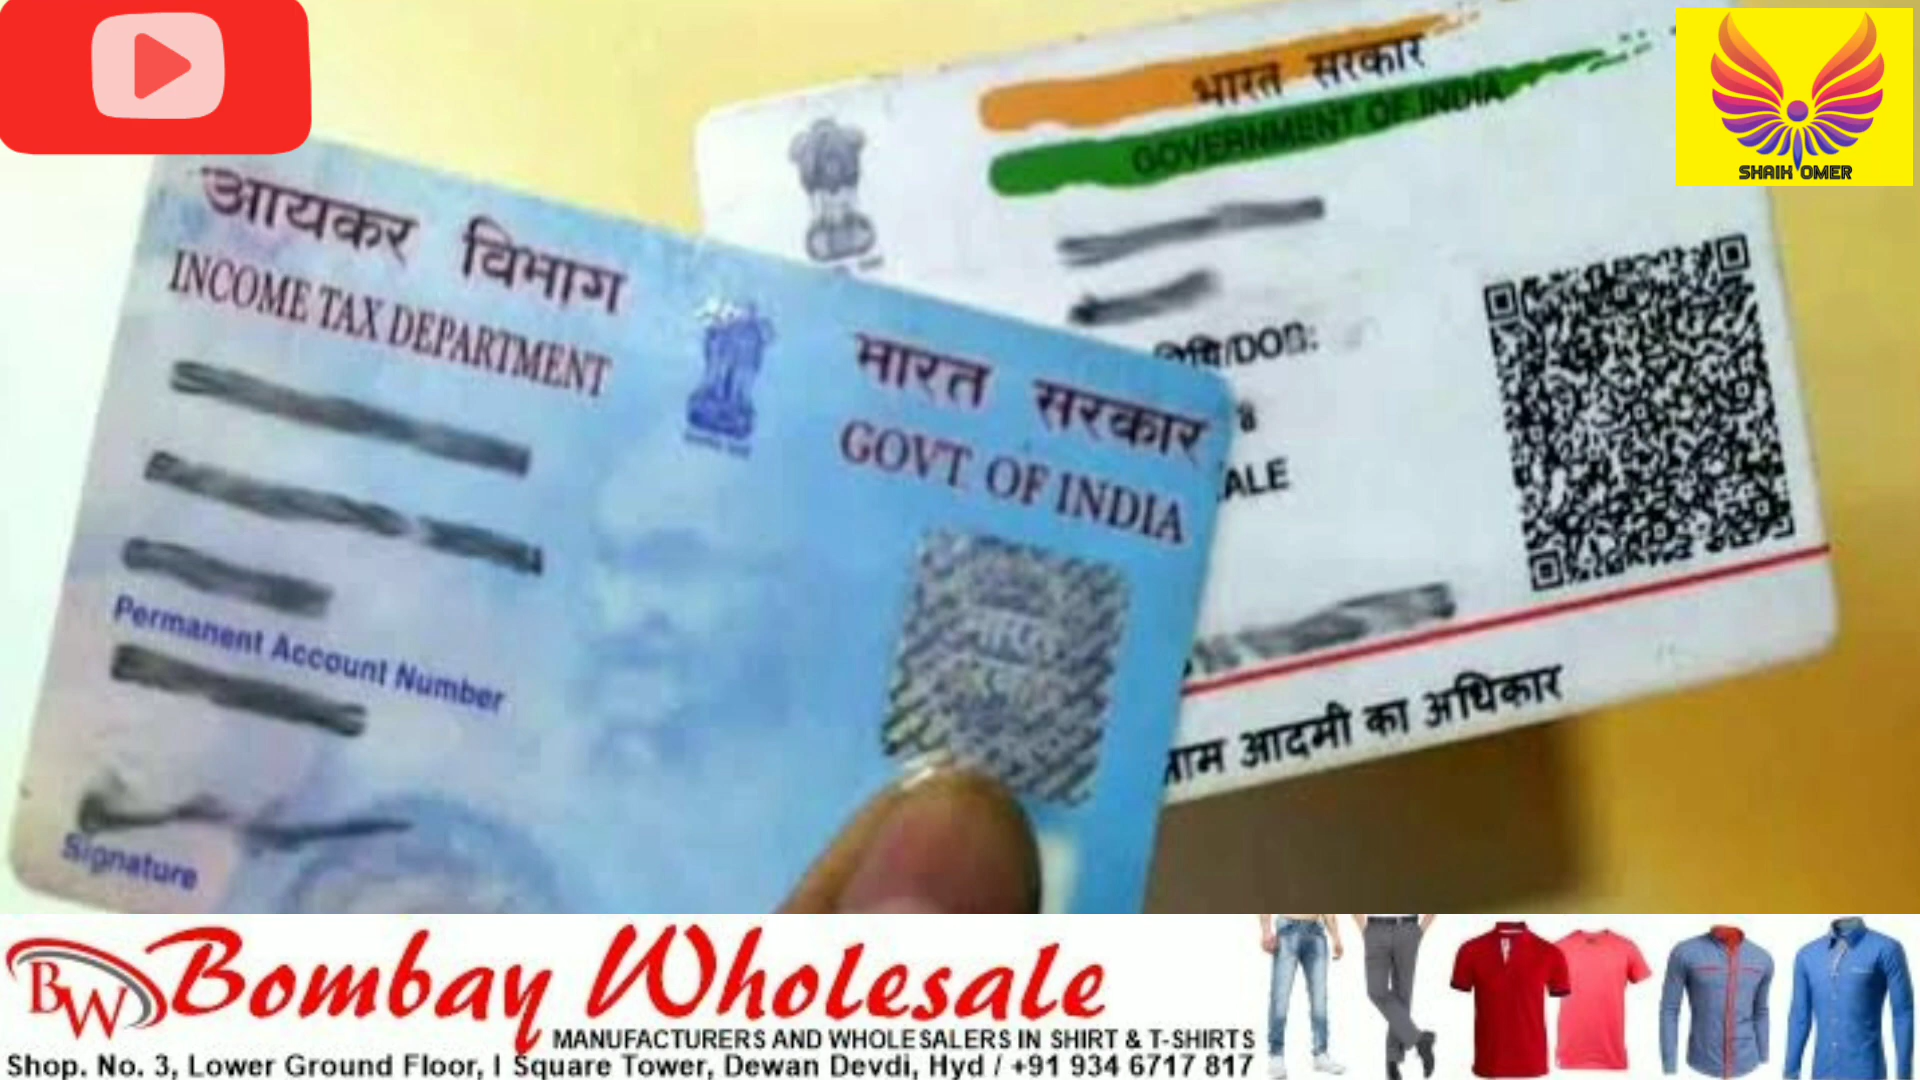 SHAIK OMER
भारत सरकार
GOVERNMENT OF INDIA
/DOB:
8
ALE
आदमी का अधिकार
आयकर विभाग
INCOME TAX DEPARTMENT
भारत सरकार
GOVT OF INDIA
Permanent Account Number
Signature
BW
Bombay Wholesale
MANUFACTURERS AND WHOLESALERS IN SHIRT & T-SHIRTS
Shop. No. 3, Lower Ground Floor, I Square Tower, Dewan Devdi, Hyd / +91 934 6717 817